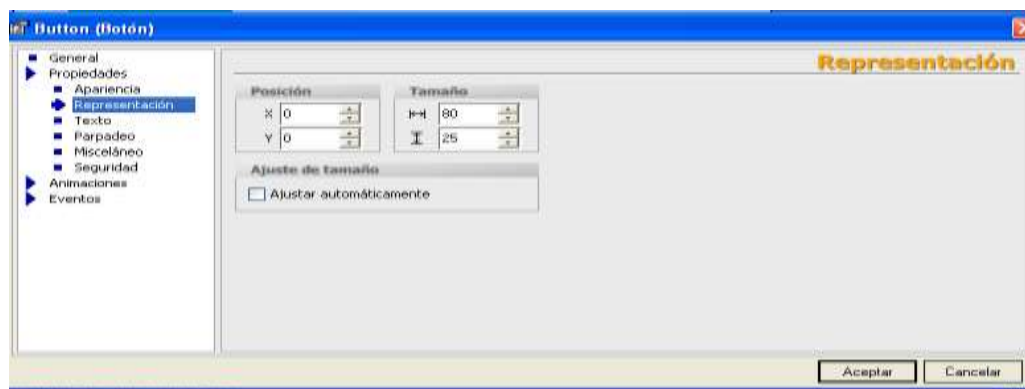 Button (Botón)
General
Propiedades
Apariencia
Representación
Texto
Parpadeo
Misceláneo
Seguridad
Animaciones
Eventos
Representación
Posición
X 0
Y 0
Tamaño
80
25
Ajuste de tamaño
Ajustar automáticamente
Aceptar
Cancelar